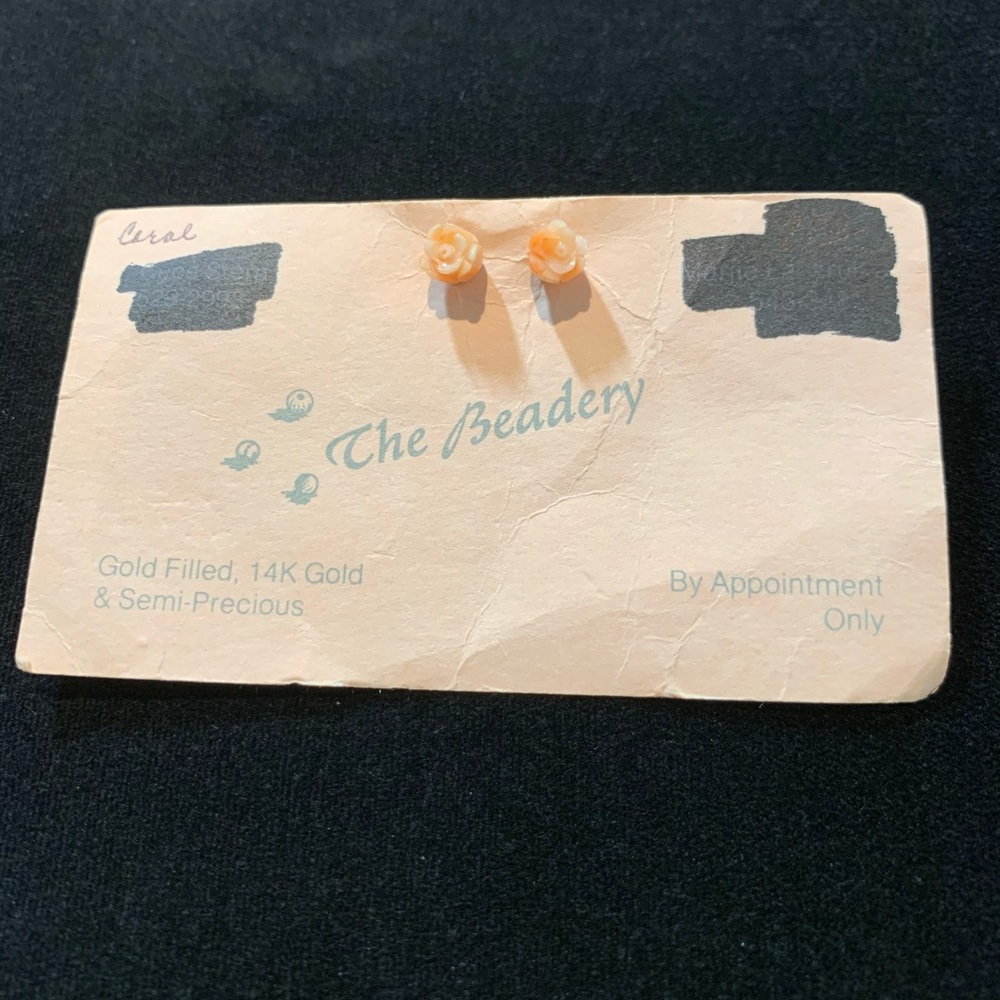 Coral
The Beadery
Gold Filled, 14K Gold
& Semi-Precious
By Appointment
Only